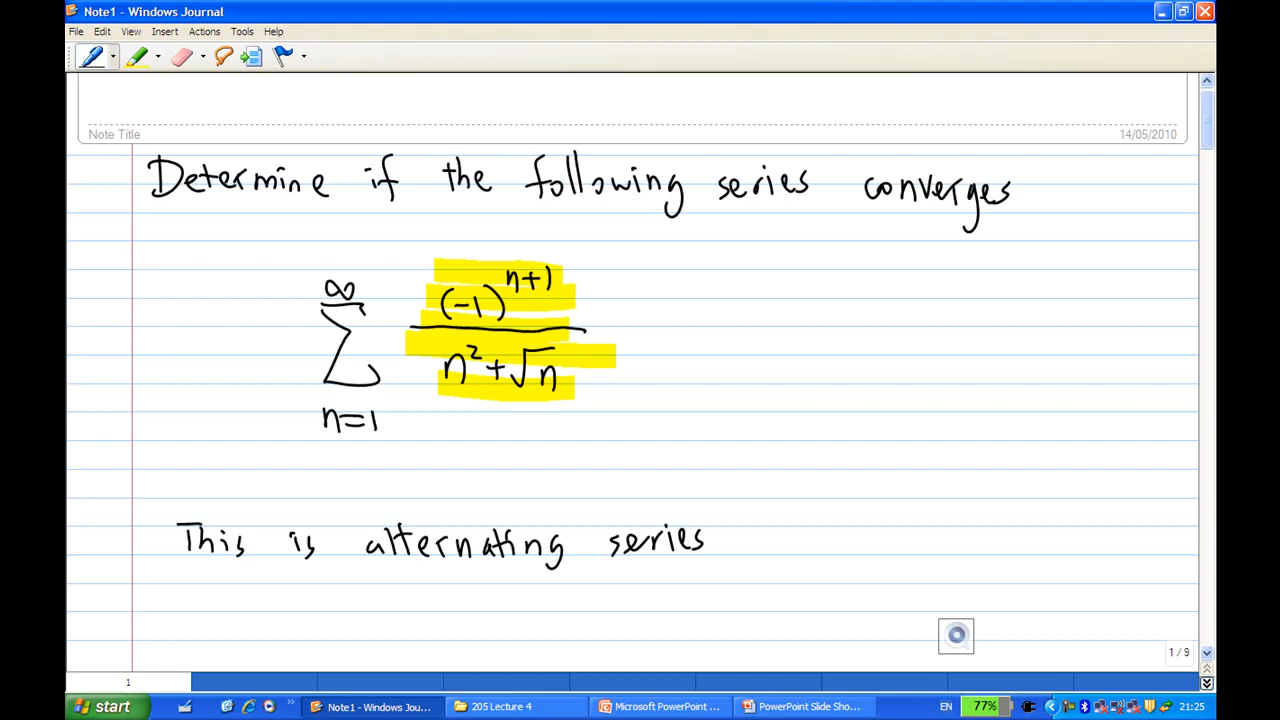 Note1 - Windows Journal
File Edit View Insert Actions Tools Help
Note Title
14/05/2010
Determine if the following series converges
∞
∑ (-1)^{n+1} / (n² + √n)
n=1
This is alternating series
1 / 9
1
start
Note1 - Windows Jou...
205 Lecture 4
Microsoft PowerPoint ...
PowerPoint Slide Sho...
EN
77%
21:25